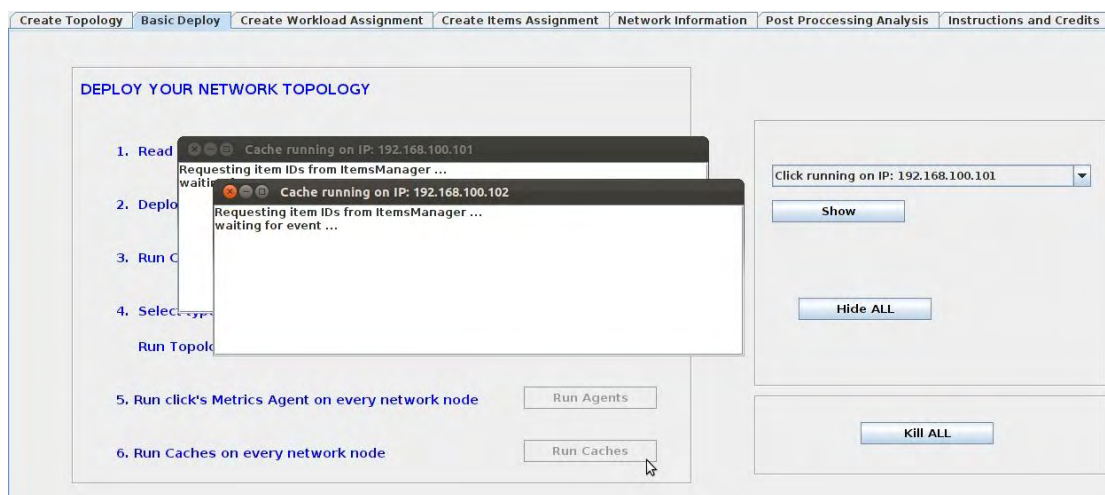 Create Topology Basic Deploy Create Workload Assignment Create Items Assignment Network Information Post Proccessing Analysis Instructions and Credits
DEPLOY YOUR NETWORK TOPOLOGY
1. Read
Cache running on IP: 192.168.100.101
Requesting item IDs from ItemsManager ...
Cache running on IP: 192.168.100.102
Requesting item IDs from ItemsManager ...
waiting for event ...
2. Deplo
3. Run C
4. Select
Run Topolo
5. Run click's Metrics Agent on every network node
Run Agents
6. Run Caches on every network node
Run Caches
Click running on IP: 192.168.100.101
Show
Hide ALL
Kill ALL